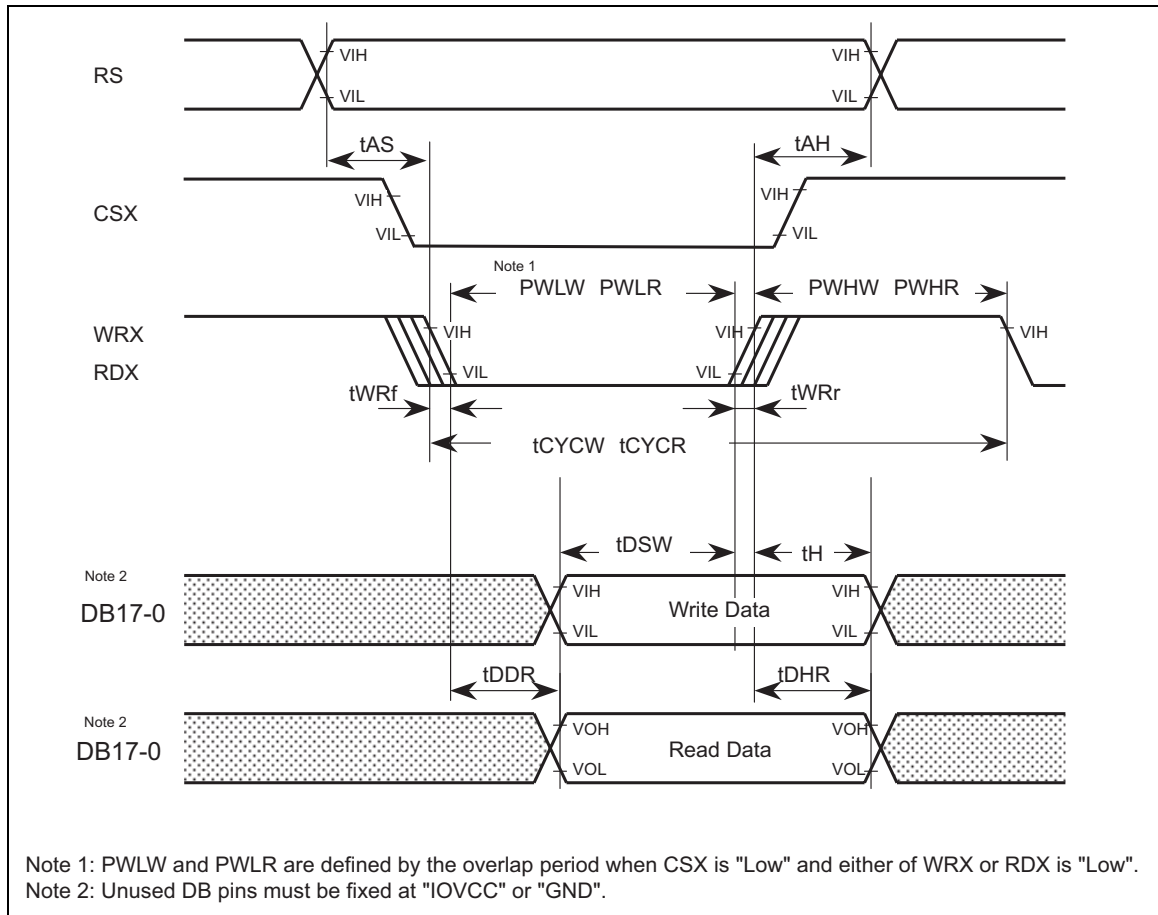 RS
VIH
VIH
VIL
VIL
tAS
tAH
CSX
VIH
VIH
VIL
VIL
Note 1
PWLW PWLR
PWHW PWHR
WRX
VIH
VIH
VIH
RDX
VIL
VIL
tWRf
tWRr
tCYCW tCYCR
tDSW
tH
Note 2
DB17-0
VIH
Write Data
VIH
VIL
VIL
tDDR
tDHR
Note 2
DB17-0
VOH
Read Data
VOH
VOL
VOL
Note 1: PWLW and PWLR are defined by the overlap period when CSX is "Low" and either of WRX or RDX is "Low".
Note 2: Unused DB pins must be fixed at "IOVCC" or "GND".